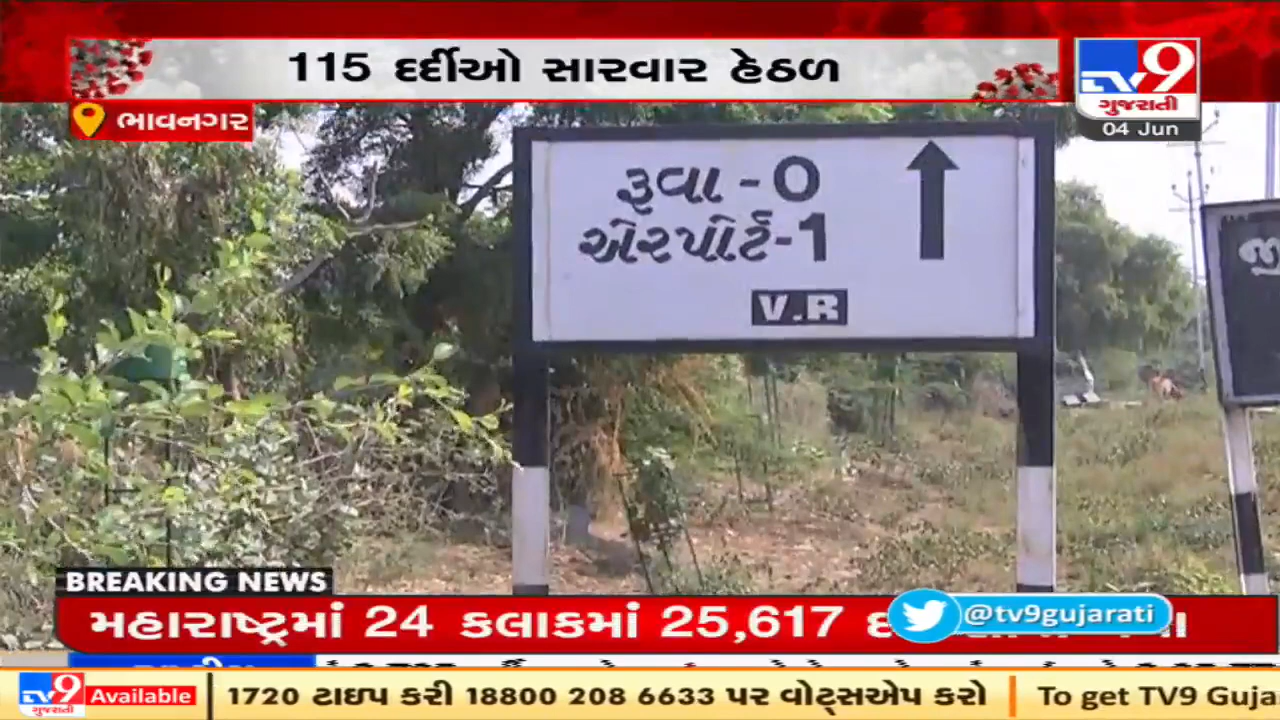 115 દર્દીઓ સારવાર હેઠળ
TV9
ગુજરાતી
04 Jun
ભાવનગર
રૂવા - 0
એરપોર્ટ-1
V.R
BREAKING NEWS
મહારાષ્ટ્રમાં 24 કલાકમાં 25,617
@tv9gujarati
TV9
ગુજરાતી
Available
1720 ટાઇપ કરી 18800 208 6633 પર વોટ્સએપ કરો
To get TV9